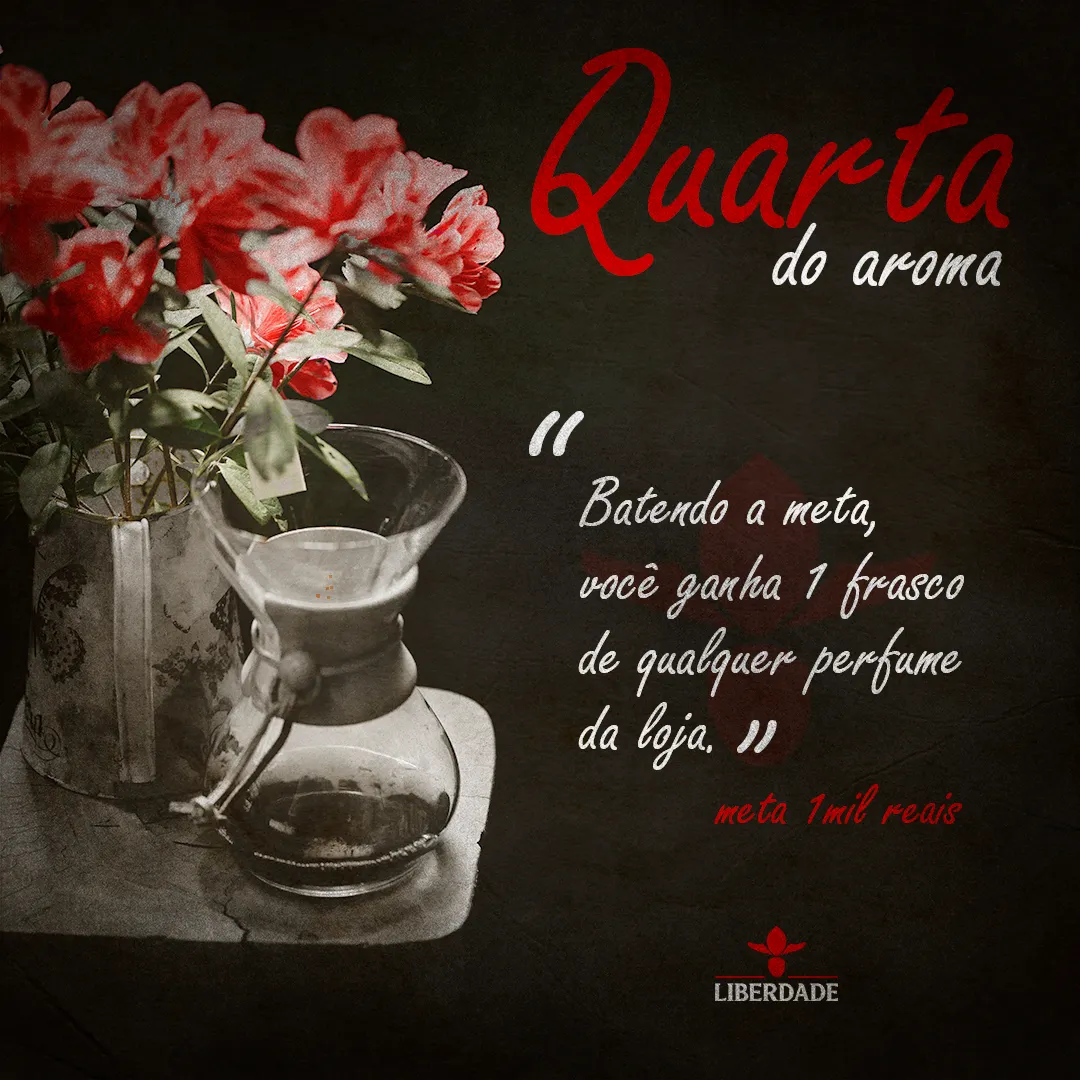 Quarta
do aroma
“
Batendo a meta,
você ganha 1 frasco
de qualquer perfume
da loja. ”
meta 1mil reais
LIBERDADE